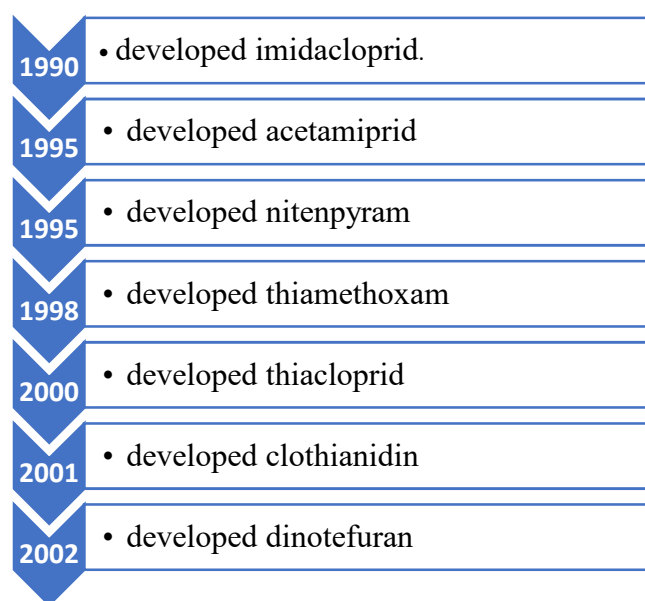 1990 • developed imidacloprid.
1995 • developed acetamiprid
1995 • developed nitenpyram
1998 • developed thiamethoxam
2000 • developed thiacloprid
2001 • developed clothianidin
2002 • developed dinotefuran